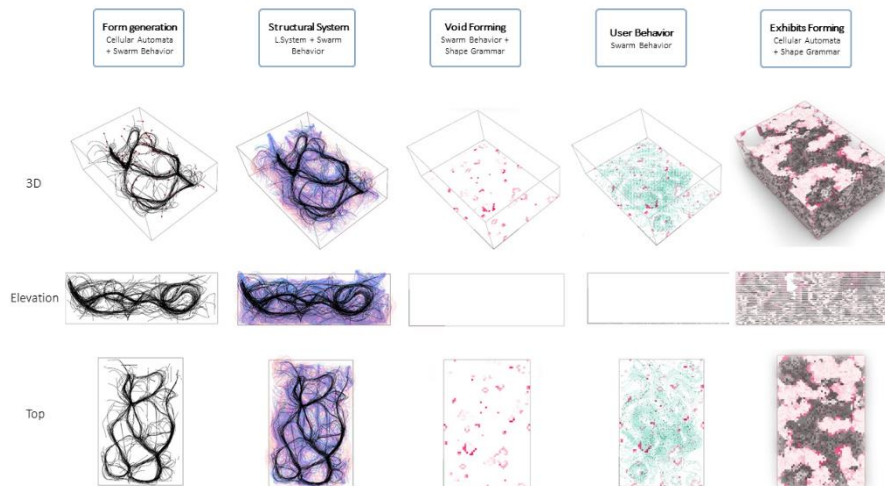 Form generation
Cellular Automata
+ Swarm Behavior
Structural System
L.System + Swarm
Behavior
Void Forming
Swarm Behavior +
Shape Grammar
User Behavior
Swarm Behavior
Exhibits Forming
Cellular Automata
+ Shape Grammar
3D
Elevation
Top